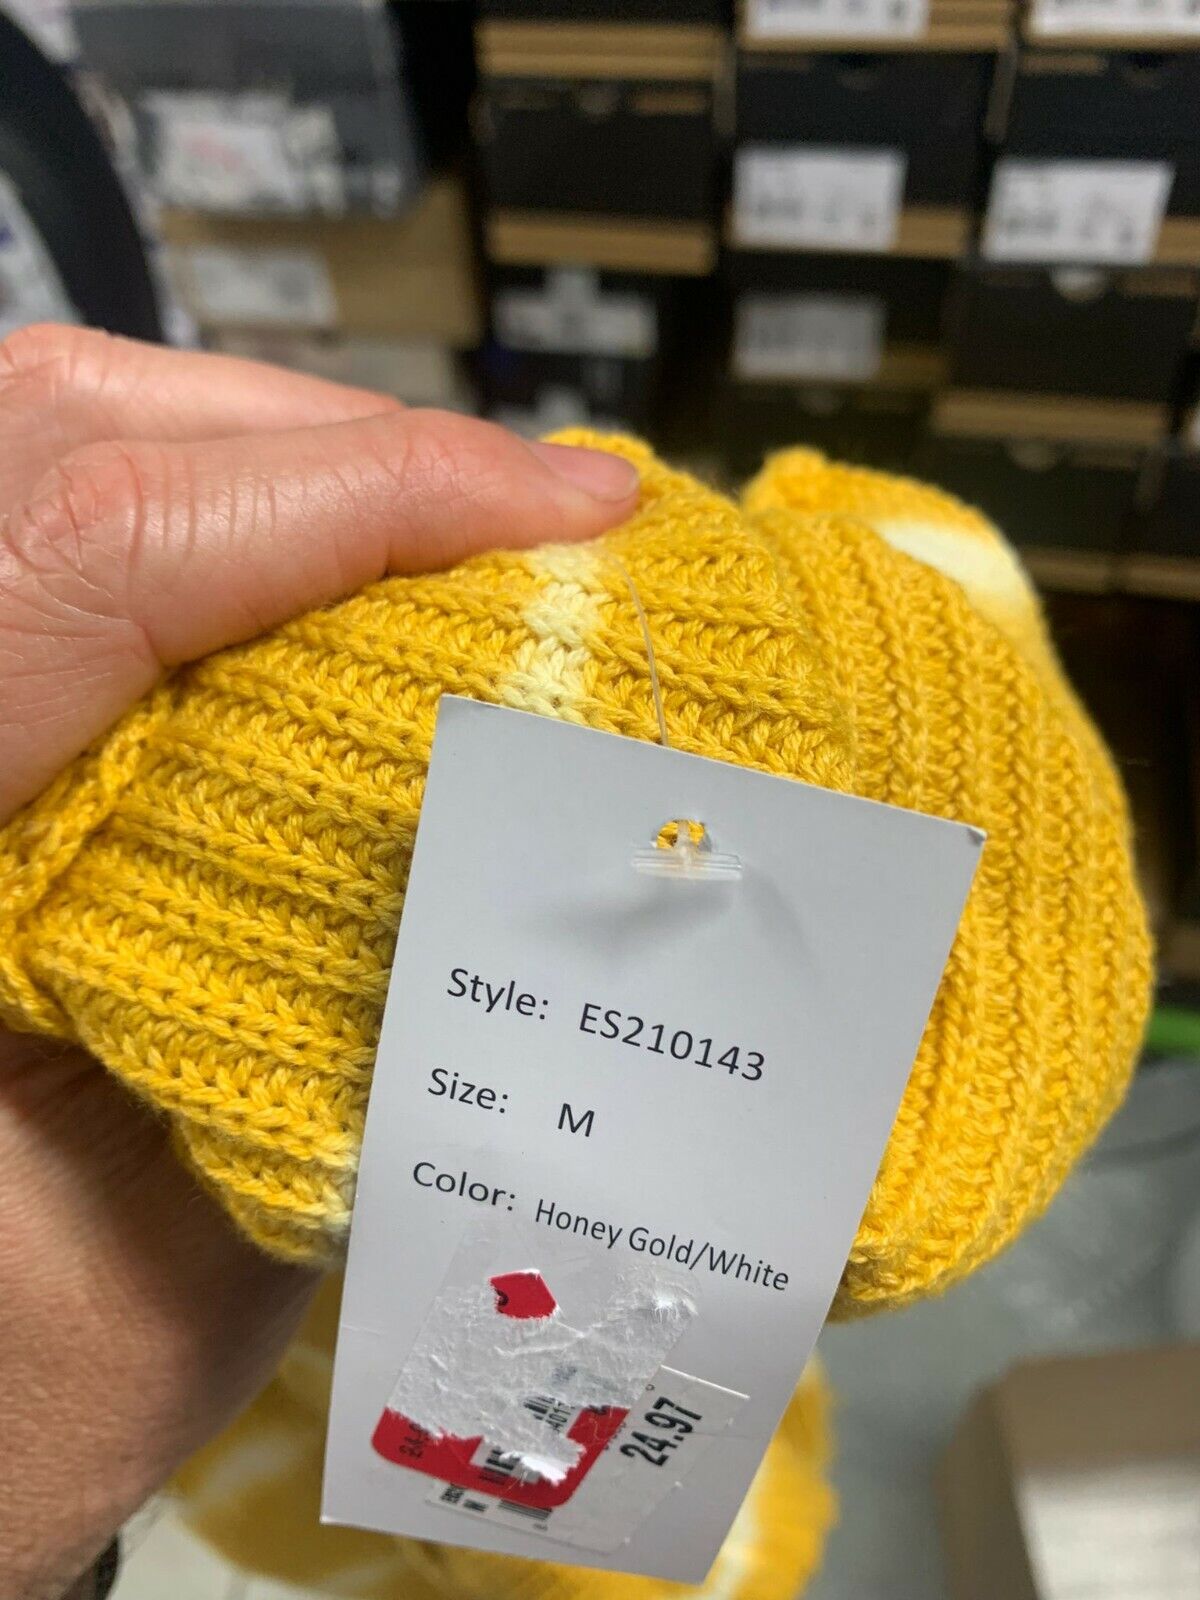 Style: ES210143
Size: M
Color: Honey Gold/White
24.97